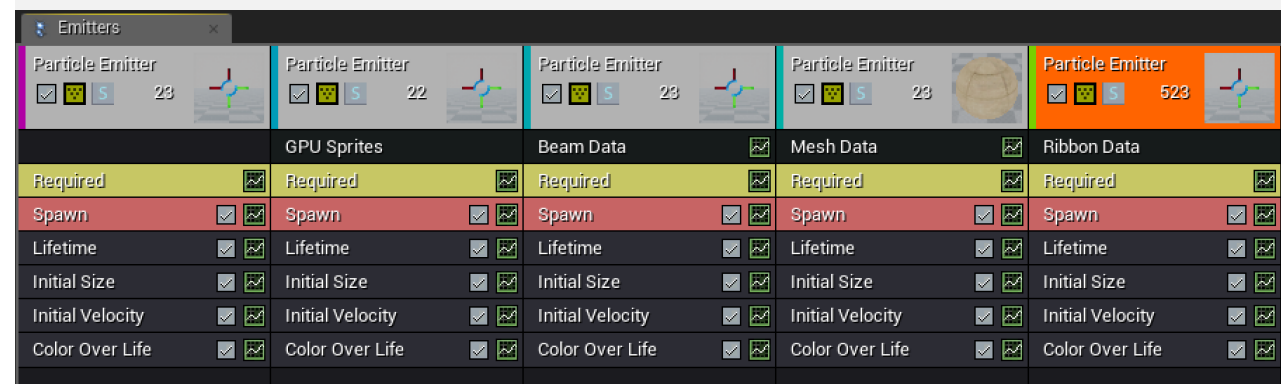 Emitters
Particle Emitter Particle Emitter Particle Emitter Particle Emitter Particle Emitter
S 23 S 22 S 23 S 23 S 523
GPU Sprites Beam Data Mesh Data Ribbon Data
Required Required Required Required Required
Spawn Spawn Spawn Spawn Spawn
Lifetime Lifetime Lifetime Lifetime Lifetime
Initial Size Initial Size Initial Size Initial Size Initial Size
Initial Velocity Initial Velocity Initial Velocity Initial Velocity Initial Velocity
Color Over Life Color Over Life Color Over Life Color Over Life Color Over Life